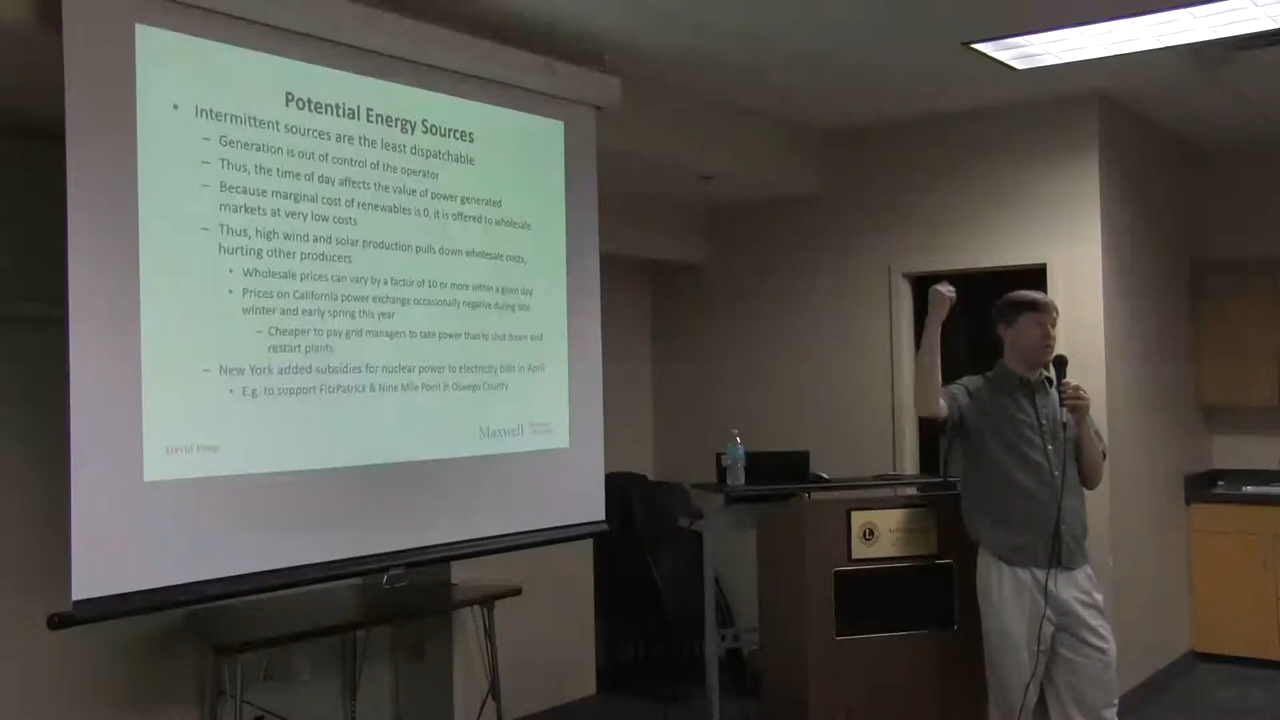 Potential Energy Sources
• Intermittent sources are the least dispatchable
– Generation is out of control of the operator
– Thus, the time of day affects the value of power generated
– Because marginal cost of renewables is 0, it is offered to wholesale
markets at very low costs
– Thus, high wind and solar production pulls down wholesale costs,
hurting other producers
• Wholesale prices can vary by a factor of 10 or more within a given day
• Prices on California power exchange occasionally negative during late
winter and early spring this year
– Cheaper to pay grid managers to take power than to shut down and
restart plants
– New York added subsidies for nuclear power to electricity bills in April
• E.g. to support FitzPatrick & Nine Mile Point in Oswego County
David Popp
Maxwell
L